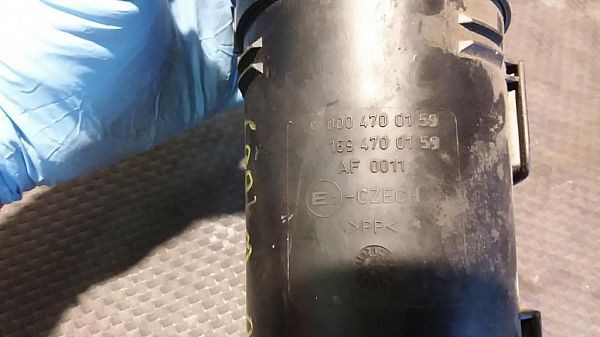 000 470 01 59
169 470 01 59
AF 0011
E -CZECH
>PP<